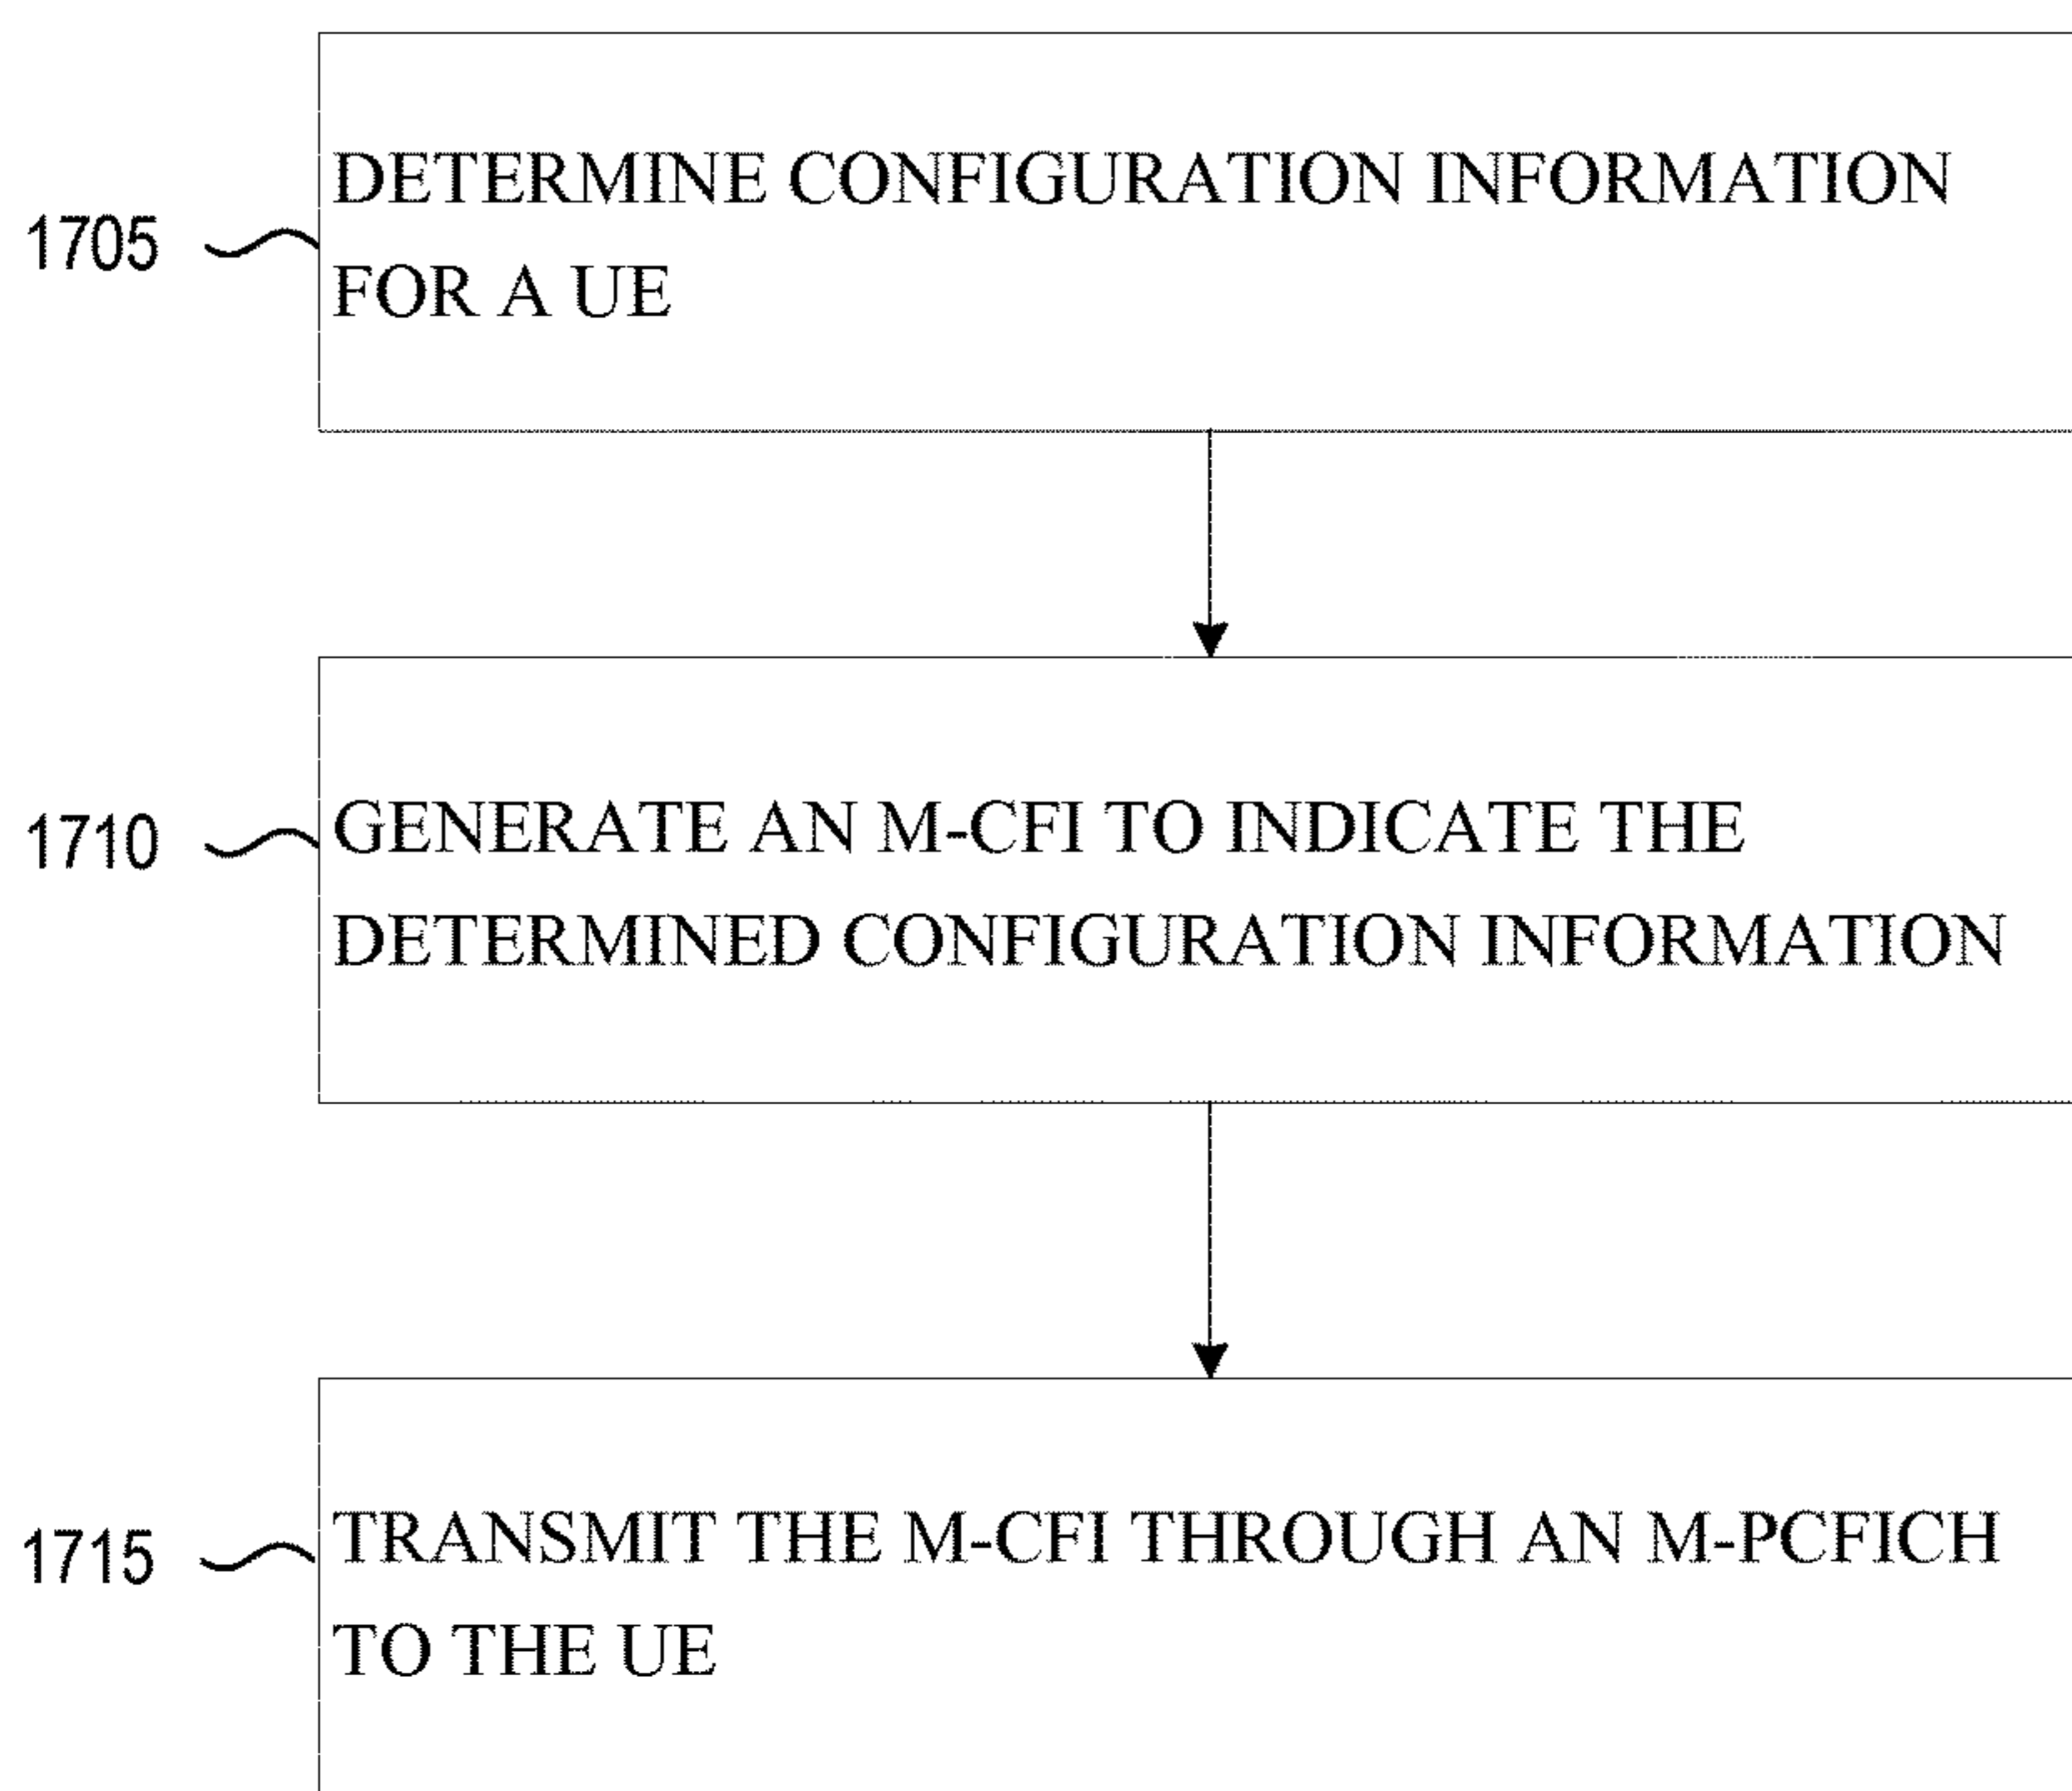 1705
DETERMINE CONFIGURATION INFORMATION
FOR A UE
1710
GENERATE AN M-CFI TO INDICATE THE
DETERMINED CONFIGURATION INFORMATION
1715
TRANSMIT THE M-CFI THROUGH AN M-PCFICH
TO THE UE